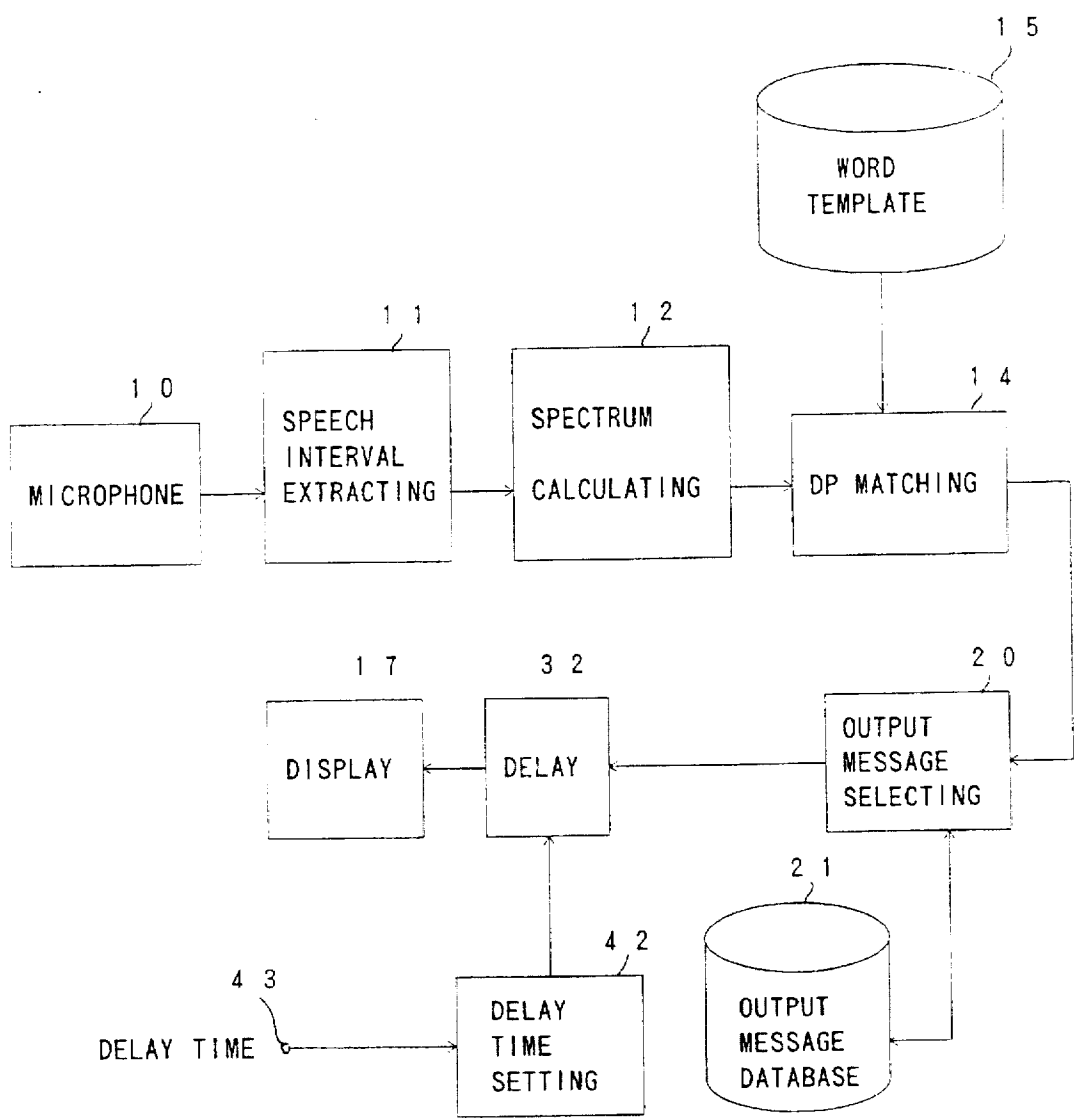 1 5
WORD
TEMPLATE
1 1
1 2
1 0
1 4
SPEECH
INTERVAL
EXTRACTING
SPECTRUM
CALCULATING
MICROPHONE
DP MATCHING
1 7
3 2
2 0
DISPLAY
DELAY
OUTPUT
MESSAGE
SELECTING
2 1
4 2
4 3
DELAY TIME
DELAY
TIME
SETTING
OUTPUT
MESSAGE
DATABASE